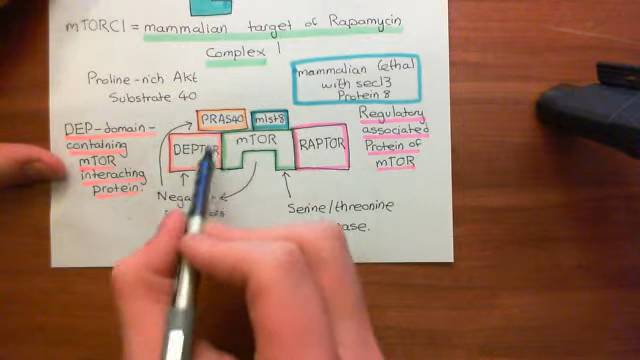 mTORC1 = mammalian target of Rapamycin
Complex 1
Proline-rich Akt
Substrate 40
mammalian lethal
with sec13
Protein 8
DEP-domain-
containing
mTOR
interacting
protein.
PRAS40
mlst8
DEPTOR
mTOR
RAPTOR
Regulatory
associated
Protein of
mTOR
Serine/threonine